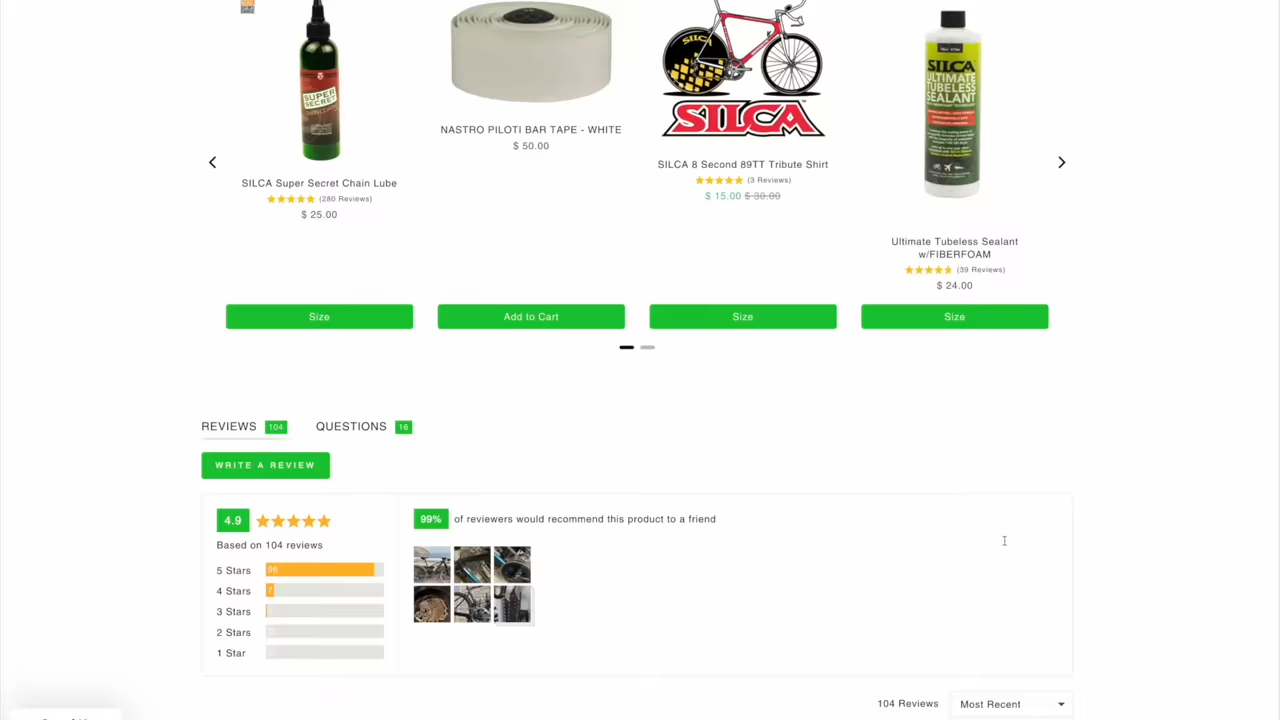 SUPER
SECRET
SILCA
SILCA
SILCA
ULTIMATE
TUBELESS
SEALANT
NASTRO PILOTI BAR TAPE - WHITE
$ 50.00
SILCA 8 Second 89TT Tribute Shirt
(3 Reviews)
$ 15.00 $ 30.00
SILCA Super Secret Chain Lube
(280 Reviews)
$ 25.00
Ultimate Tubeless Sealant
w/FIBERFOAM
(39 Reviews)
$ 24.00
Size
Add to Cart
Size
Size
REVIEWS 104 QUESTIONS 16
WRITE A REVIEW
4.9
Based on 104 reviews
5 Stars 96
4 Stars 7
3 Stars
2 Stars
1 Star
99% of reviewers would recommend this product to a friend
104 Reviews Most Recent